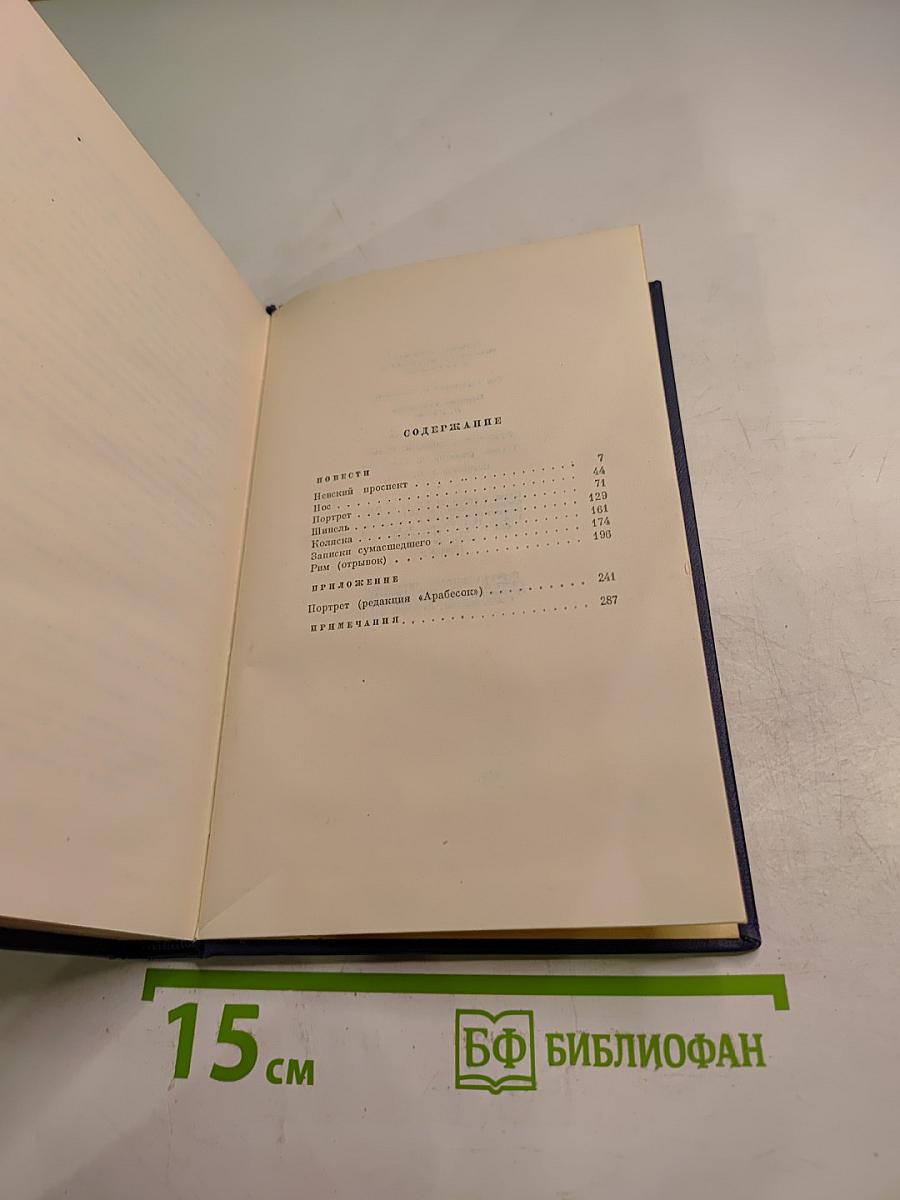 СОДЕРЖАНИЕ
ПОВЕСТИ
Невский проспект . . . . . . . . . . . . . . . 7
Нос . . . . . . . . . . . . . . . . . . . . . 44
Портрет . . . . . . . . . . . . . . . . . . . 71
Шинель . . . . . . . . . . . . . . . . . . . 129
Коляска . . . . . . . . . . . . . . . . . . . 161
Записки сумасшедшего . . . . . . . . . . . . 174
Рим (отрывок) . . . . . . . . . . . . . . . . 196
ПРИЛОЖЕНИЕ
Портрет (редакция «Арабесок») . . . . . . . . . . 241
ПРИМЕЧАНИЯ . . . . . . . . . . . . . . . . . 287
15 см
БФ БИБЛИОФАН